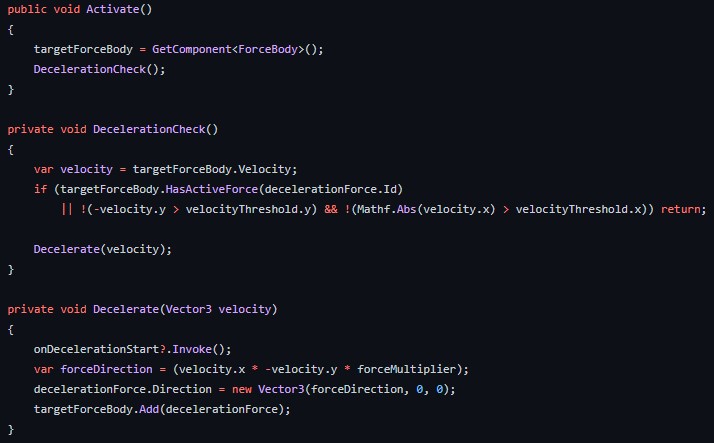 public void Activate()
{
    targetForceBody = GetComponent<ForceBody>();
    DecelerationCheck();
}

private void DecelerationCheck()
{
    var velocity = targetForceBody.Velocity;
    if (targetForceBody.HasActiveForce(decelerationForce.Id)
        || !(-velocity.y > velocityThreshold.y) && !(Mathf.Abs(velocity.x) > velocityThreshold.x)) return;

    Decelerate(velocity);
}

private void Decelerate(Vector3 velocity)
{
    onDecelerationStart?.Invoke();
    var forceDirection = (velocity.x * -velocity.y * forceMultiplier);
    decelerationForce.Direction = new Vector3(forceDirection, 0, 0);
    targetForceBody.Add(decelerationForce);
}